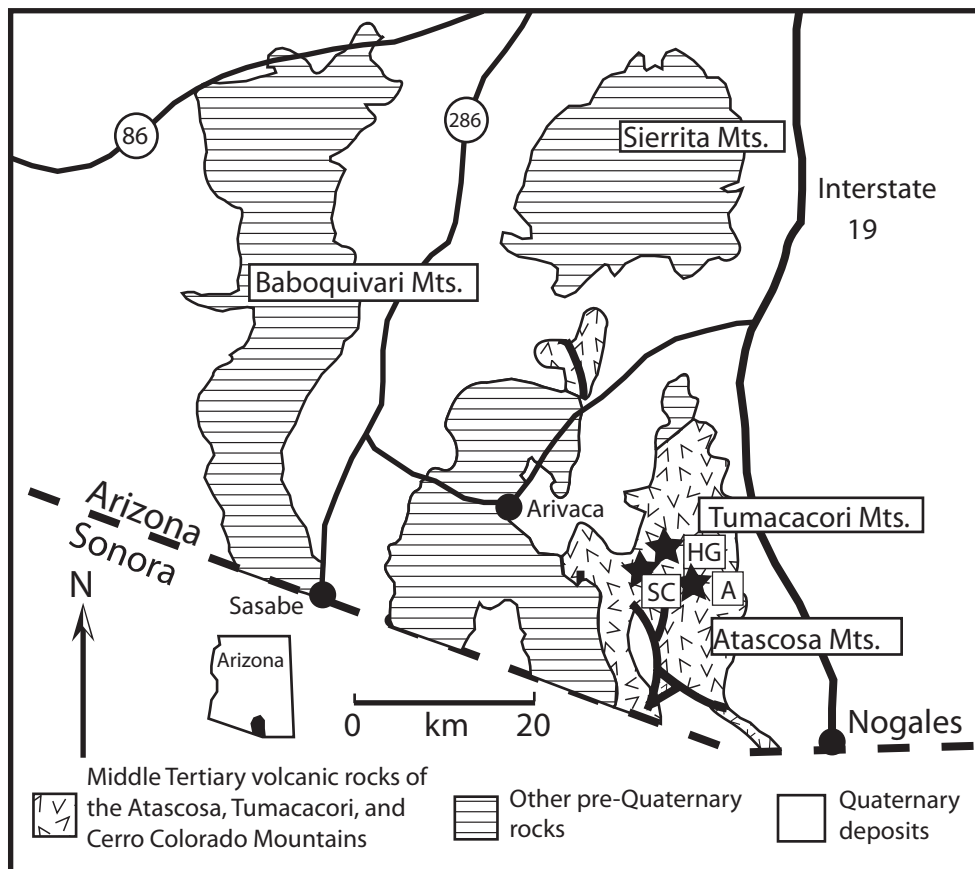 86
286
Sierrita Mts.
Interstate
19
Baboquivari Mts.
Arizona
Sonora
Arivaca
Tumacacori Mts.
HG
SC
A
N
Sasabe
Atascosa Mts.
Arizona
0 km 20
Nogales
Middle Tertiary volcanic rocks of
the Atascosa, Tumacacori, and
Cerro Colorado Mountains
Other pre-Quaternary
rocks
Quaternary
deposits